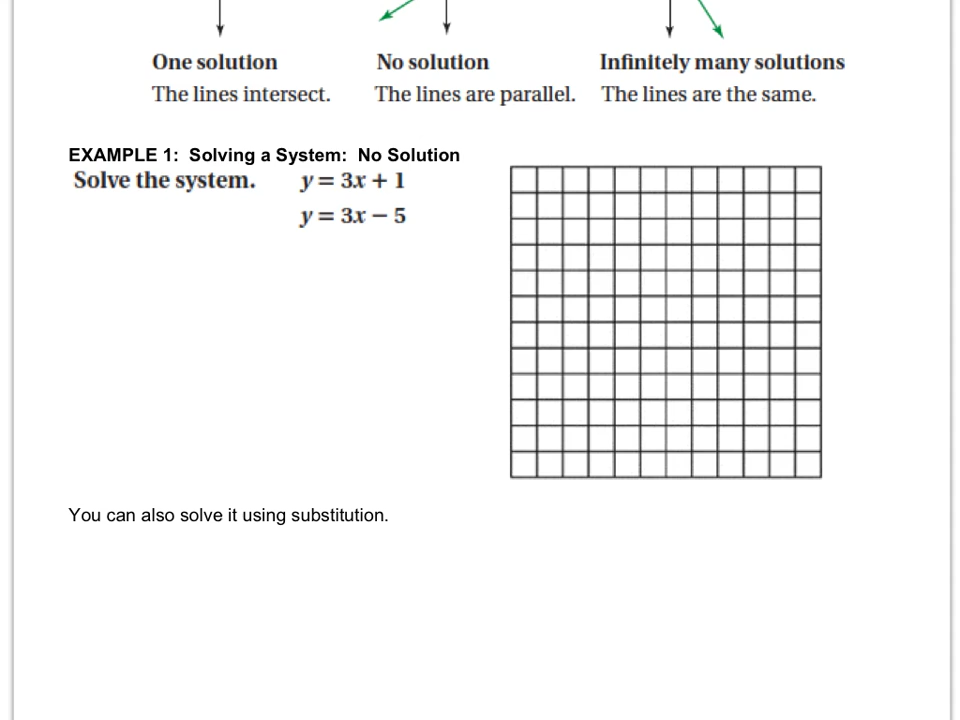 One solution No solution Infinitely many solutions
The lines intersect. The lines are parallel. The lines are the same.
EXAMPLE 1: Solving a System: No Solution
Solve the system. y = 3x + 1
y = 3x − 5
You can also solve it using substitution.